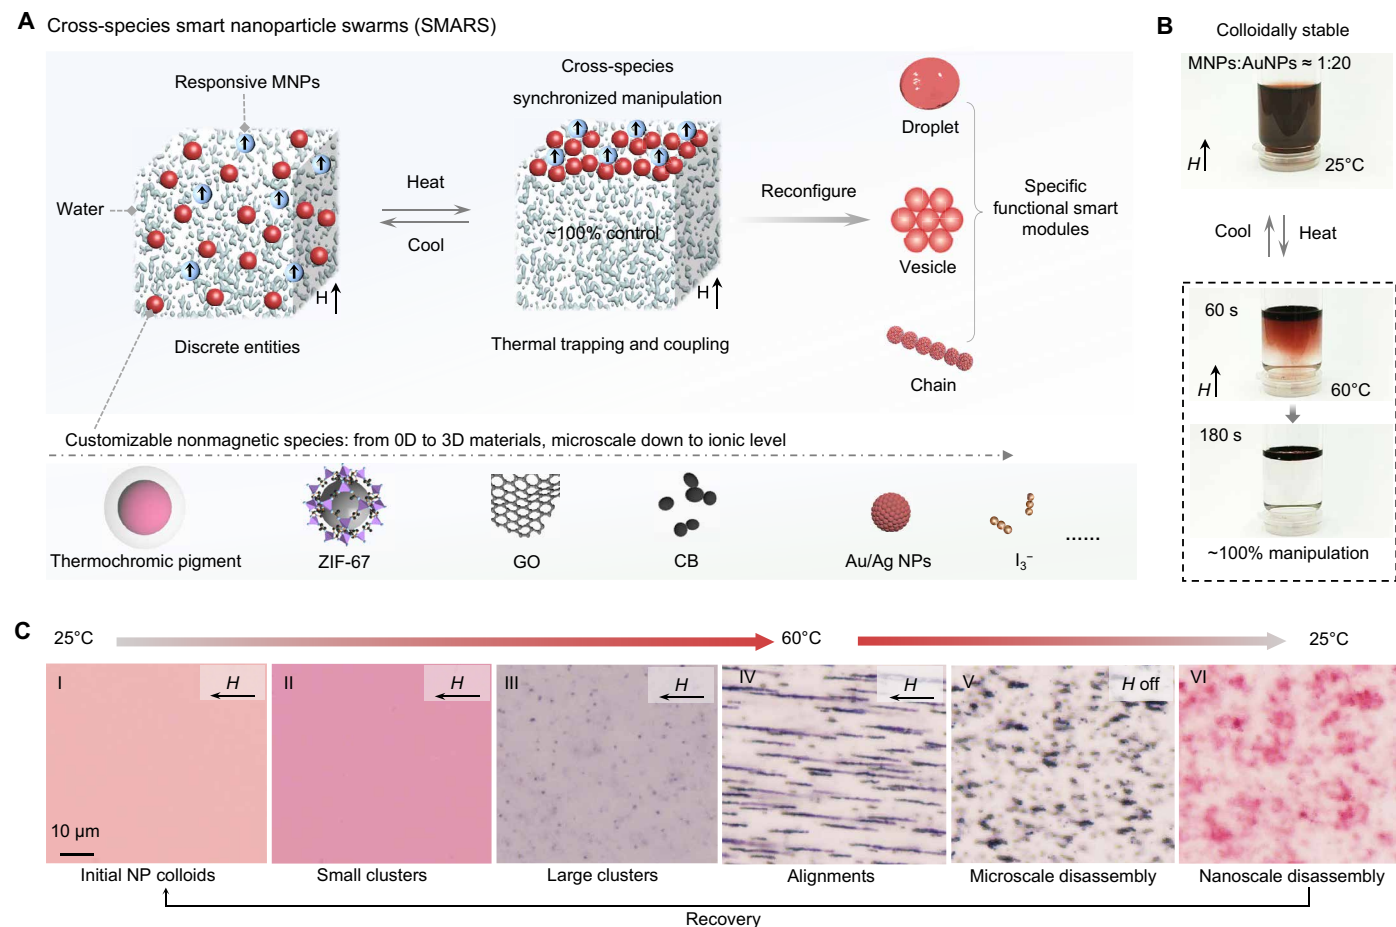 A Cross-species smart nanoparticle swarms (SMARS)
Responsive MNPs
Water
H
Discrete entities
Heat
Cool
Cross-species
synchronized manipulation
~100% control
H
Thermal trapping and coupling
Reconfigure
Droplet
Vesicle
Chain
Specific
functional smart
modules
Customizable nonmagnetic species: from 0D to 3D materials, microscale down to ionic level
Thermochromic pigment
ZIF-67
GO
CB
Au/Ag NPs
I₃⁻
......
B
Colloidally stable
MNPs:AuNPs ≈ 1:20
H
25°C
Cool
Heat
60 s
H
60°C
180 s
~100% manipulation
C
25°C
60°C
25°C
I
H
II
H
III
H
IV
H
V
H off
VI
10 µm
Initial NP colloids
Small clusters
Large clusters
Alignments
Microscale disassembly
Nanoscale disassembly
Recovery